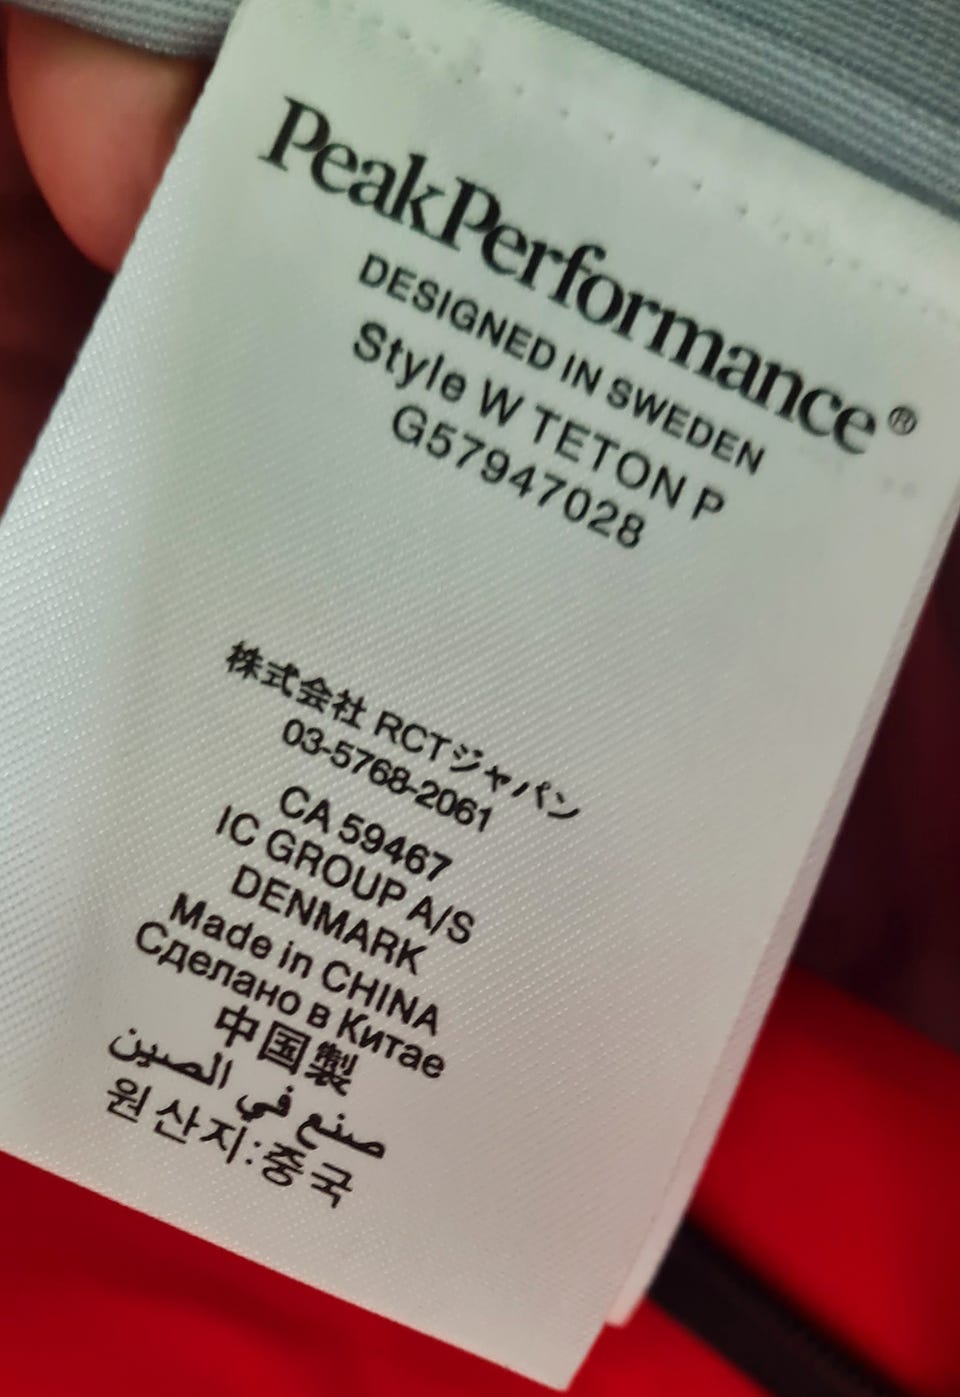 PeakPerformance®
DESIGNED IN SWEDEN
Style W TETON P
G57947028
株式会社 RCTジャパン
03-5768-2061
CA 59467
IC GROUP A/S
DENMARK
Made in CHINA
Сделано в Китае
中国製
صنع في الصين
원산지:중국